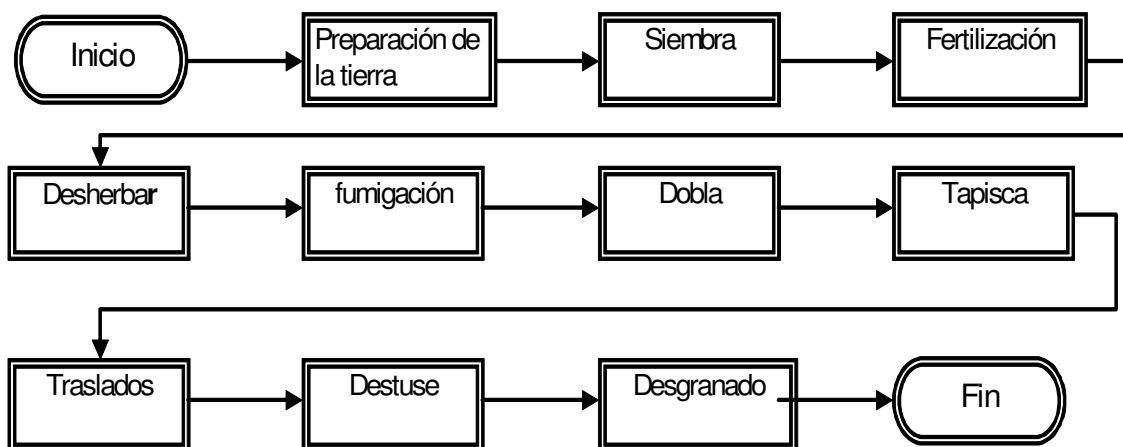 Inicio
Preparación de
la tierra
Siembra
Fertilización
Desherbar
fumigación
Dobla
Tapisca
Traslados
Destuse
Desgranado
Fin